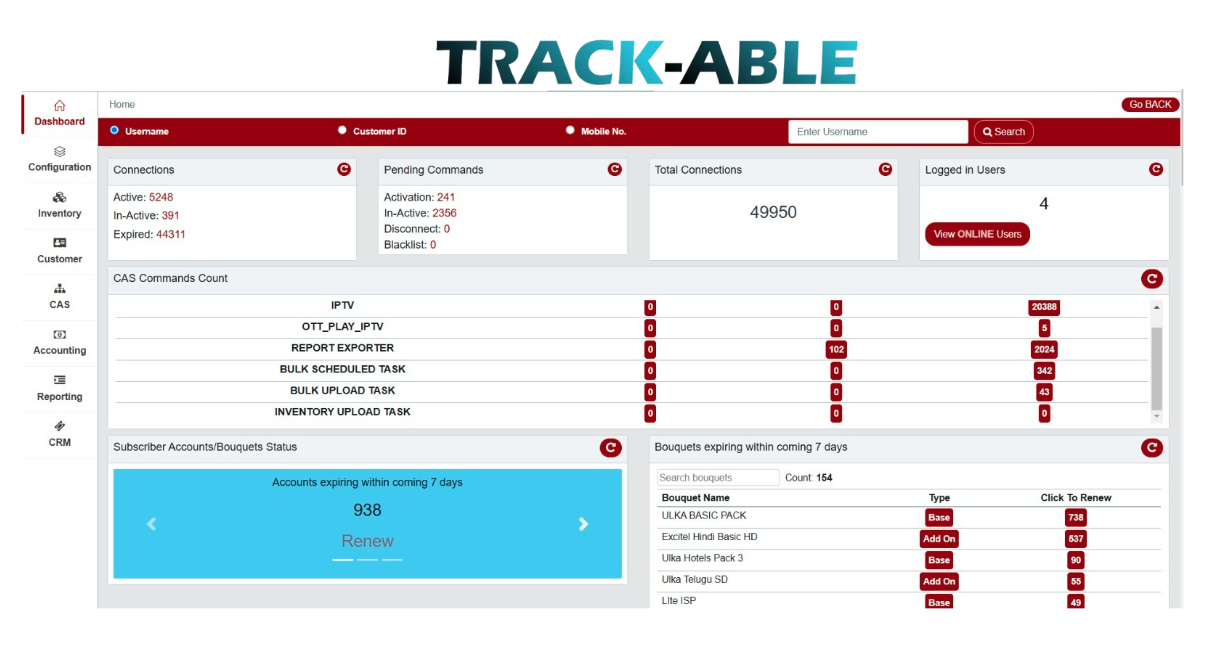 TRACK-ABLE
Home
Go BACK
Dashboard
Username
Customer ID
Mobile No.
Enter Username
Search
Configuration
Inventory
Customer
CAS
Accounting
Reporting
CRM
Connections
Active: 5248
In-Active: 391
Expired: 44311
Pending Commands
Activation: 241
In-Active: 2356
Disconnect: 0
Blacklist: 0
Total Connections
49950
Logged in Users
4
View ONLINE Users
CAS Commands Count
IPTV 0 0 20388
OTT_PLAY_IPTV 0 0 5
REPORT EXPORTER 0 102 2024
BULK SCHEDULED TASK 0 0 342
BULK UPLOAD TASK 0 0 43
INVENTORY UPLOAD TASK 0 0 0
Subscriber Accounts/Bouquets Status
Accounts expiring within coming 7 days
938
Renew
Bouquets expiring within coming 7 days
Search bouquets Count: 154
Bouquet Name Type Click To Renew
ULKA BASIC PACK Base 738
Excitel Hindi Basic HD Add On 537
Ulka Hotels Pack 3 Base 90
Ulka Telugu SD Add On 55
Lite ISP Base 49